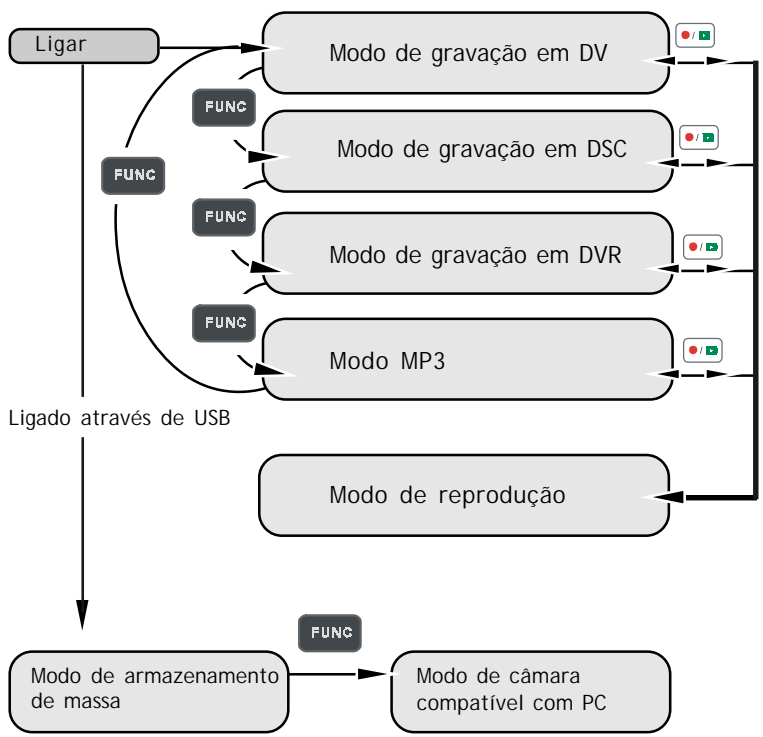 Ligar
Modo de gravação em DV
FUNC
Modo de gravação em DSC
FUNC
FUNC
Modo de gravação em DVR
FUNC
Modo MP3
Ligado através de USB
Modo de reprodução
FUNC
Modo de armazenamento
de massa
Modo de câmara
compatível com PC